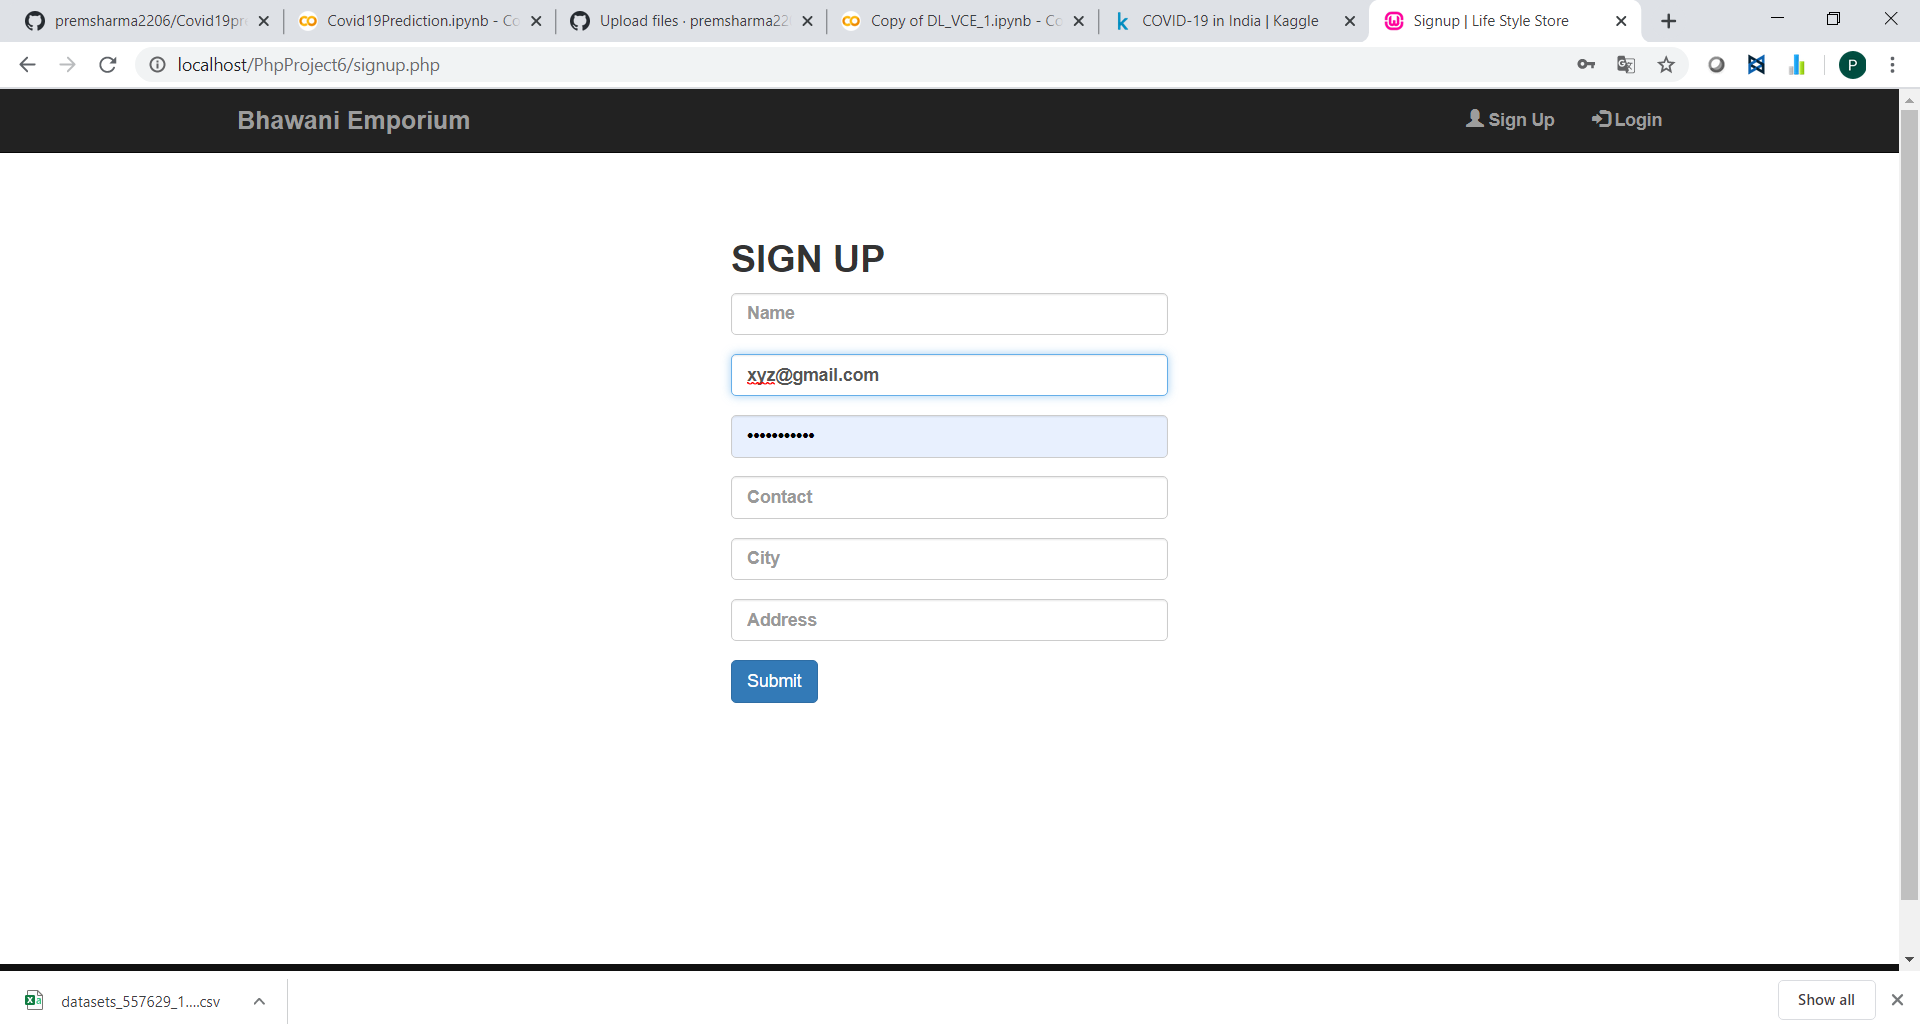 premsharma2206/Covid19pr
Covid19Prediction.ipynb - Co
Upload files · premsharma22
Copy of DL_VCE_1.ipynb - Co
COVID-19 in India | Kaggle
Signup | Life Style Store
localhost/PhpProject6/signup.php
P
Bhawani Emporium
Sign Up
Login
SIGN UP
Name
xyz@gmail.com
•••••••••••
Contact
City
Address
Submit
datasets_557629_1....csv
Show all